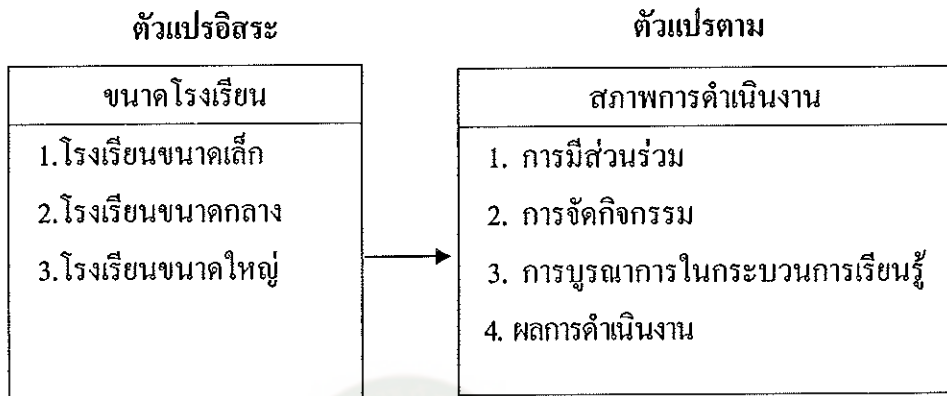 ตัวแปรอิสระ
ขนาดโรงเรียน
1.โรงเรียนขนาดเล็ก
2.โรงเรียนขนาดกลาง
3.โรงเรียนขนาดใหญ่
ตัวแปรตาม
สภาพการดำเนินงาน
1. การมีส่วนร่วม
2. การจัดกิจกรรม
3. การบูรณาการในกระบวนการเรียนรู้
4. ผลการดำเนินงาน